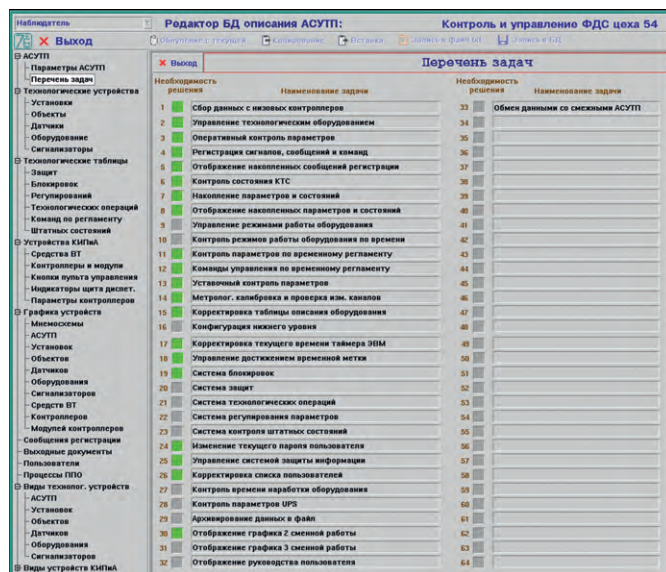 Наблюдатель
Редактор БД описания АСУТП: Контроль и управление ФДС цеха 54
Выход
Копирование Вставка Запись в файл БД Запись в БД
АСУТП
Параметры АСУТП
Перечень задач
Технологические устройства
Установки
Объекты
Датчики
Оборудование
Сигнализаторы
Технологические таблицы
Защит
Блокировок
Регулирований
Технологических операций
Команд по регламенту
Штатных состояний
Устройства КИПиА
Средства ВТ
Контроллеры и модули
Кнопки пульта управления
Индикаторы щита диспет.
Параметры контроллеров
Графика устройств
Мнемосхемы
АСУТП
Установок
Объектов
Датчиков
Оборудования
Сигнализаторов
Средств ВТ
Контроллеров
Модулей контроллеров
Сообщения регистрации
Выходные документы
Пользователи
Процессы ППО
Виды технолог. устройств
АСУТП
Установок
Объектов
Датчиков
Оборудования
Сигнализаторов
Виды устройств КИПиА
Выход Перечень задач
Необходимость решения Наименование задачи
1 Сбор данных с низовых контроллеров
2 Управление технологическим оборудованием
3 Оперативный контроль параметров
4 Регистрация сигналов, сообщений и команд
5 Отображение накопленных сообщений регистрации
6 Контроль состояния КТС
7 Накопление параметров и состояний
8 Отображение накопленных параметров и состояний
9 Управление режимами работы оборудования
10 Контроль режимов работы оборудования по времени
11 Контроль параметров по временному регламенту
12 Команды управления по временному регламенту
13 Уставочный контроль параметров
14 Метролог. калибровка и проверка изм. каналов
15 Корректировка таблицы описания оборудования
16 Конфигурация нижнего уровня
17 Корректировка текущего времени таймера ЭВМ
18 Управление достижением временной метки
19 Система блокировок
20 Система защит
21 Система технологических операций
22 Система регулирования параметров
23 Система контроля штатных состояний
24 Изменение текущего пароля пользователя
25 Управление системой защиты информации
26 Корректировка списка пользователей
27 Контроль времени наработки оборудования
28 Контроль параметров UPS
29 Архивирование данных в файл
30 Отображение графика 2 сменной работы
31 Отображение графика 3 сменной работы
32 Отображение руководства пользователя
Необходимость решения Наименование задачи
33 Обмен данными со смежными АСУТП
34
35
36
37
38
39
40
41
42
43
44
45
46
47
48
49
50
51
52
53
54
55
56
57
58
59
60
61
62
63
64